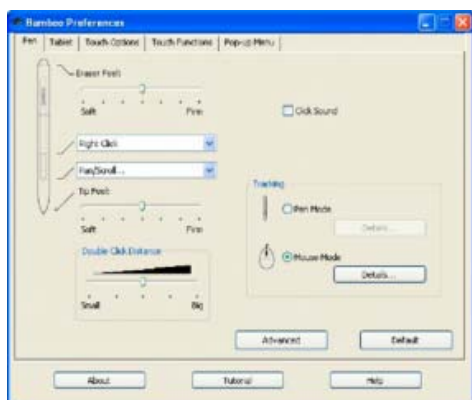 Bamboo Preferences
Pen Tablet Touch Options Touch Functions Pop-up Menu
Eraser Feel:
Soft Firm
Click Sound
Right Click
Pan/Scroll...
Tip Feel:
Soft Firm
Double Click Distance
Small Big
Tracking
Pen Mode
Details...
Mouse Mode
Details...
Advanced Default
About Tutorial Help